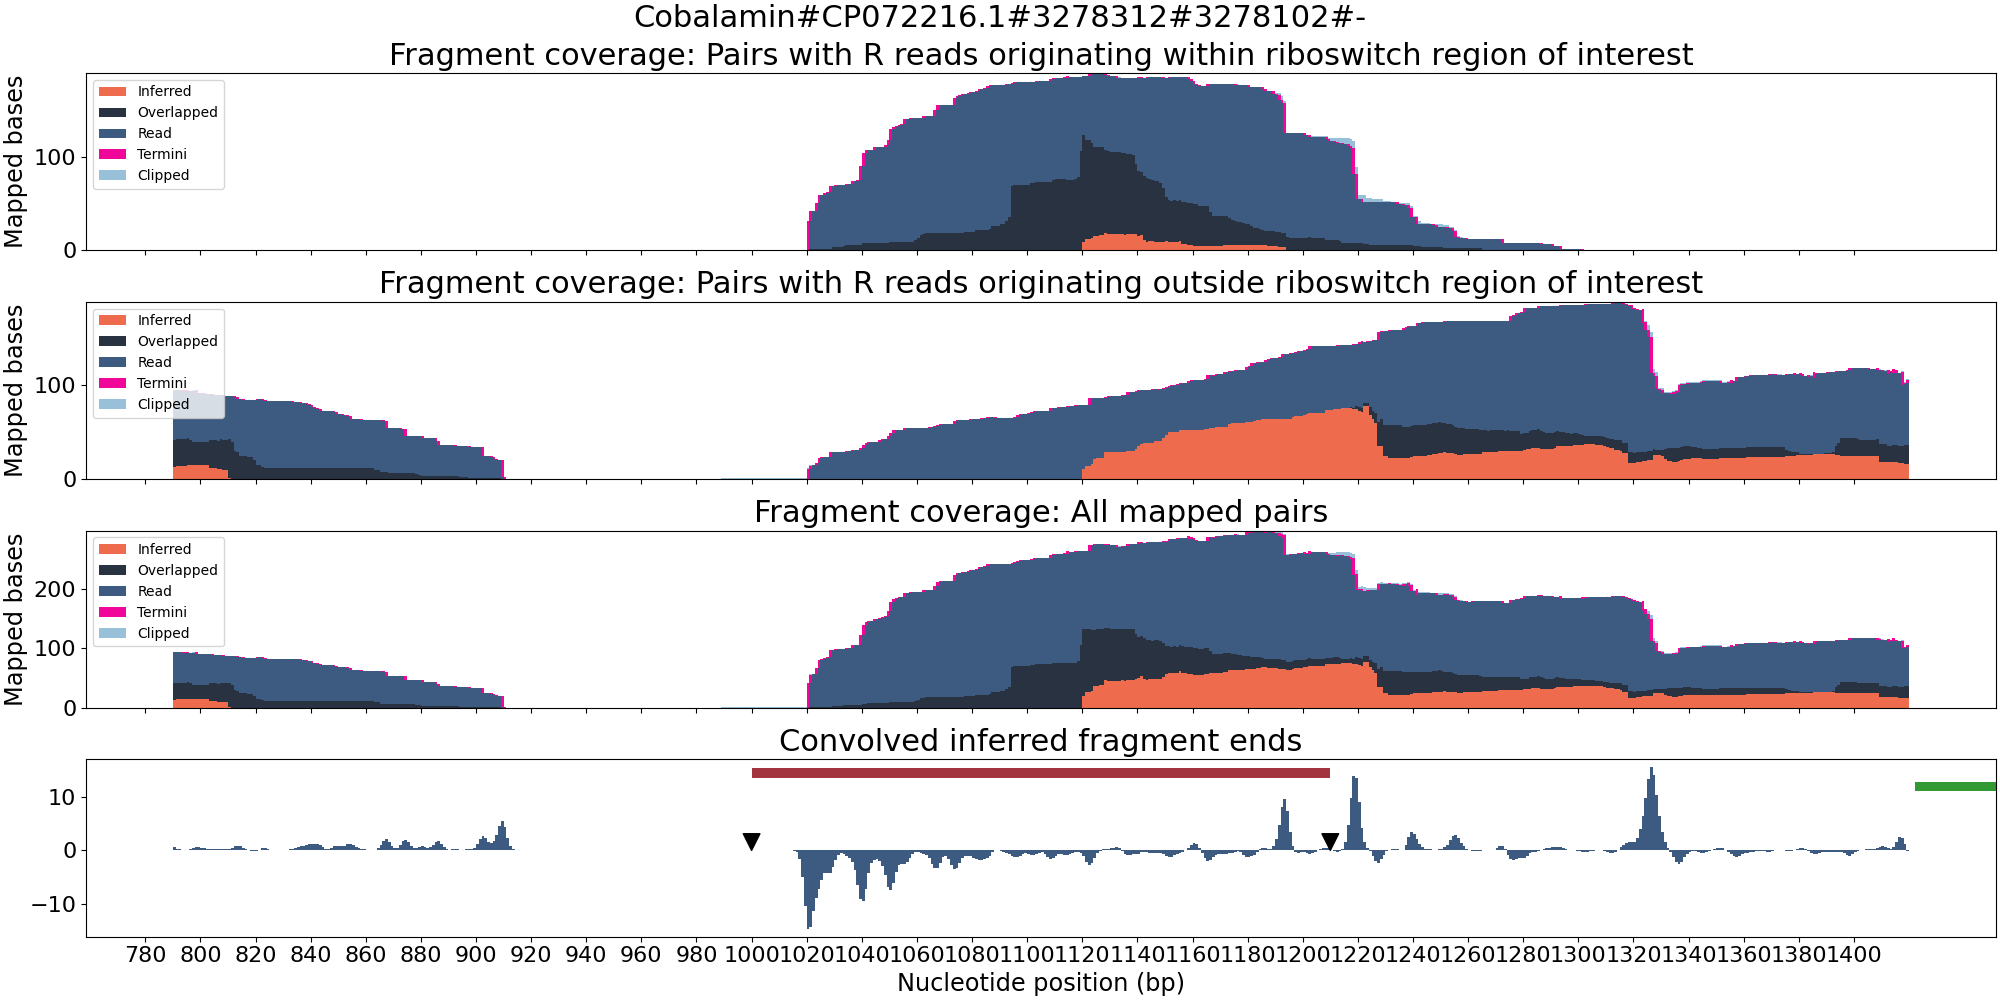 Cobalamin#CP072216.1#3278312#3278102#-
Fragment coverage: Pairs with R reads originating within riboswitch region of interest
Mapped bases
100
0
Inferred
Overlapped
Read
Termini
Clipped
Fragment coverage: Pairs with R reads originating outside riboswitch region of interest
Mapped bases
100
0
Inferred
Overlapped
Read
Termini
Clipped
Fragment coverage: All mapped pairs
Mapped bases
200
100
0
Inferred
Overlapped
Read
Termini
Clipped
Convolved inferred fragment ends
10
0
−10
780 800 820 840 860 880 900 920 940 960 980 1000 1020 1040 1060 1080 1100 1120 1140 1160 1180 1200 1220 1240 1260 1280 1300 1320 1340 1360 1380 1400
Nucleotide position (bp)